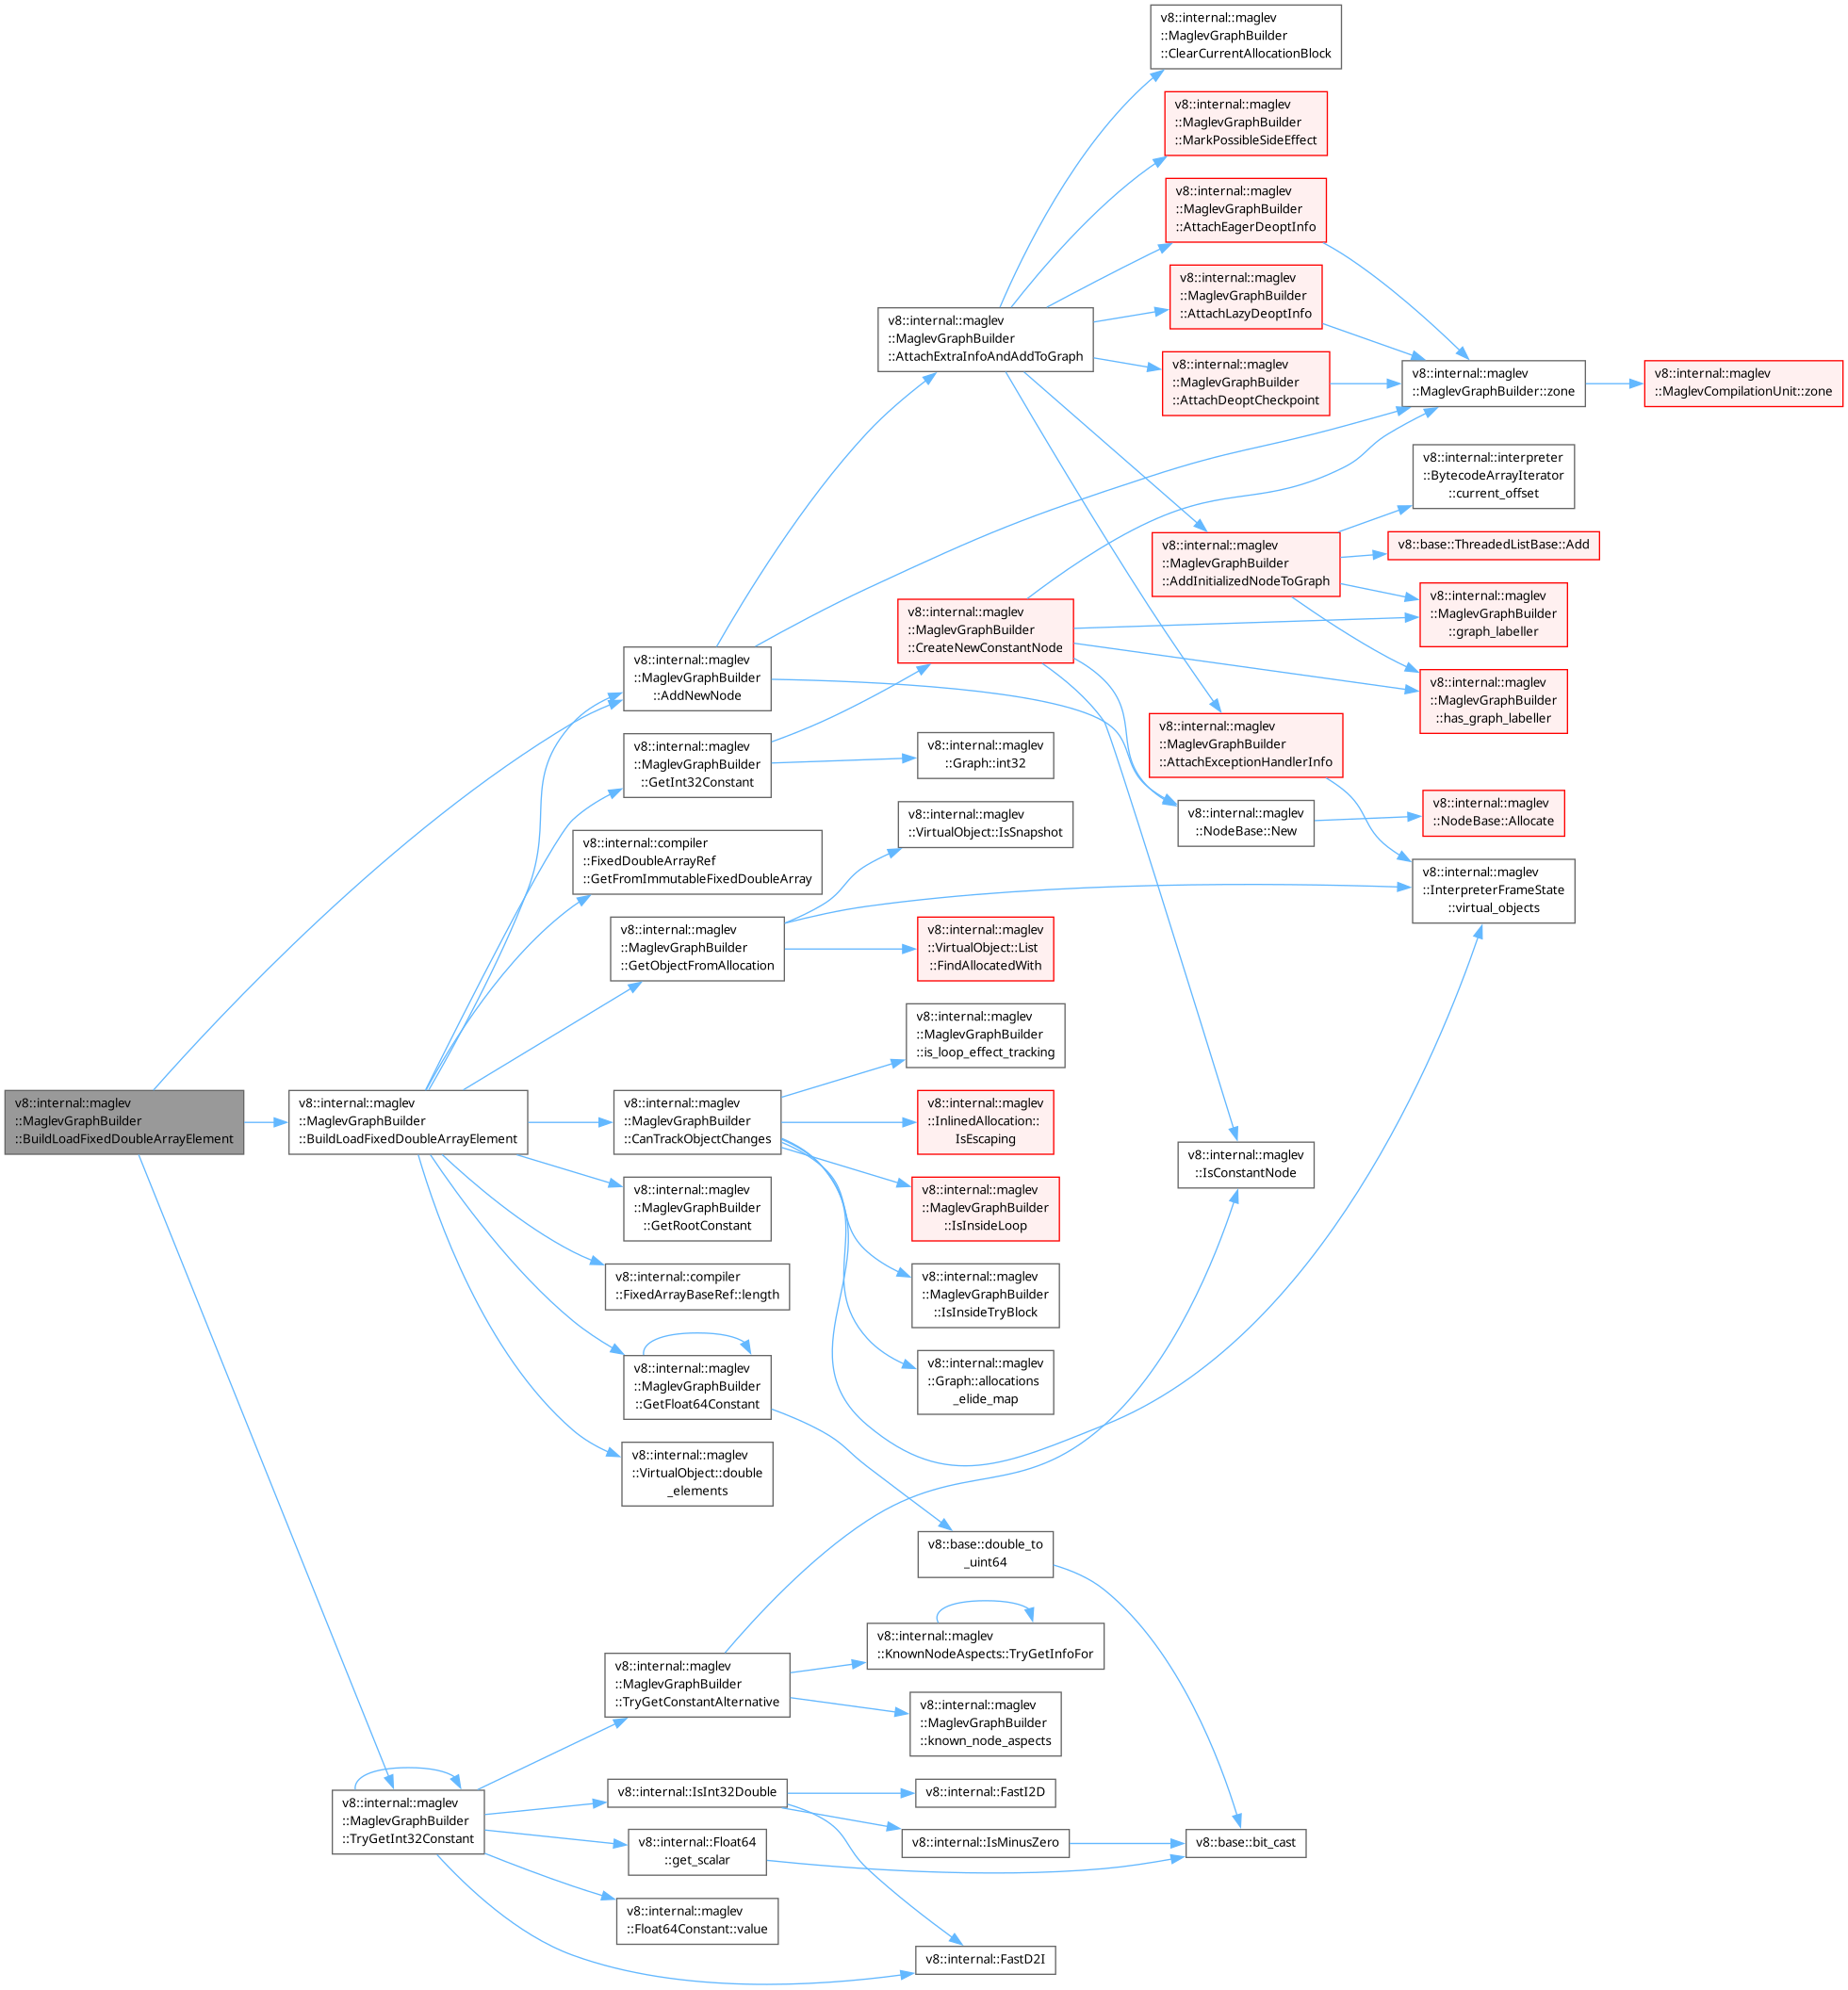 v8::internal::maglev
::MaglevGraphBuilder
::ClearCurrentAllocationBlock
v8::internal::maglev
::MaglevGraphBuilder
::MarkPossibleSideEffect
v8::internal::maglev
::MaglevGraphBuilder
::AttachEagerDeoptInfo
v8::internal::maglev
::MaglevGraphBuilder
::AttachLazyDeoptInfo
v8::internal::maglev
::MaglevGraphBuilder
::AttachExtraInfoAndAddToGraph
v8::internal::maglev
::MaglevGraphBuilder
::AttachDeoptCheckpoint
v8::internal::maglev
::MaglevGraphBuilder::zone
v8::internal::maglev
::MaglevCompilationUnit::zone
v8::internal::interpreter
::BytecodeArrayIterator
::current_offset
v8::internal::maglev
::MaglevGraphBuilder
::AddInitializedNodeToGraph
v8::base::ThreadedListBase::Add
v8::internal::maglev
::MaglevGraphBuilder
::graph_labeller
v8::internal::maglev
::MaglevGraphBuilder
::CreateNewConstantNode
v8::internal::maglev
::MaglevGraphBuilder
::AddNewNode
v8::internal::maglev
::MaglevGraphBuilder
::has_graph_labeller
v8::internal::maglev
::MaglevGraphBuilder
::GetInt32Constant
v8::internal::maglev
::Graph::int32
v8::internal::maglev
::MaglevGraphBuilder
::AttachExceptionHandlerInfo
v8::internal::maglev
::VirtualObject::IsSnapshot
v8::internal::maglev
::NodeBase::New
v8::internal::maglev
::NodeBase::Allocate
v8::internal::compiler
::FixedDoubleArrayRef
::GetFromImmutableFixedDoubleArray
v8::internal::maglev
::InterpreterFrameState
::virtual_objects
v8::internal::maglev
::MaglevGraphBuilder
::GetObjectFromAllocation
v8::internal::maglev
::VirtualObject::List
::FindAllocatedWith
v8::internal::maglev
::MaglevGraphBuilder
::is_loop_effect_tracking
v8::internal::maglev
::MaglevGraphBuilder
::BuildLoadFixedDoubleArrayElement
v8::internal::maglev
::MaglevGraphBuilder
::BuildLoadFixedDoubleArrayElement
v8::internal::maglev
::MaglevGraphBuilder
::CanTrackObjectChanges
v8::internal::maglev
::InlinedAllocation::
IsEscaping
v8::internal::maglev
::IsConstantNode
v8::internal::maglev
::MaglevGraphBuilder
::GetRootConstant
v8::internal::maglev
::MaglevGraphBuilder
::IsInsideLoop
v8::internal::compiler
::FixedArrayBaseRef::length
v8::internal::maglev
::MaglevGraphBuilder
::IsInsideTryBlock
v8::internal::maglev
::MaglevGraphBuilder
::GetFloat64Constant
v8::internal::maglev
::Graph::allocations
_elide_map
v8::internal::maglev
::VirtualObject::double
_elements
v8::base::double_to
_uint64
v8::internal::maglev
::KnownNodeAspects::TryGetInfoFor
v8::internal::maglev
::MaglevGraphBuilder
::TryGetConstantAlternative
v8::internal::maglev
::MaglevGraphBuilder
::known_node_aspects
v8::internal::maglev
::MaglevGraphBuilder
::TryGetInt32Constant
v8::internal::IsInt32Double
v8::internal::FastI2D
v8::internal::Float64
::get_scalar
v8::internal::IsMinusZero
v8::base::bit_cast
v8::internal::maglev
::Float64Constant::value
v8::internal::FastD2I